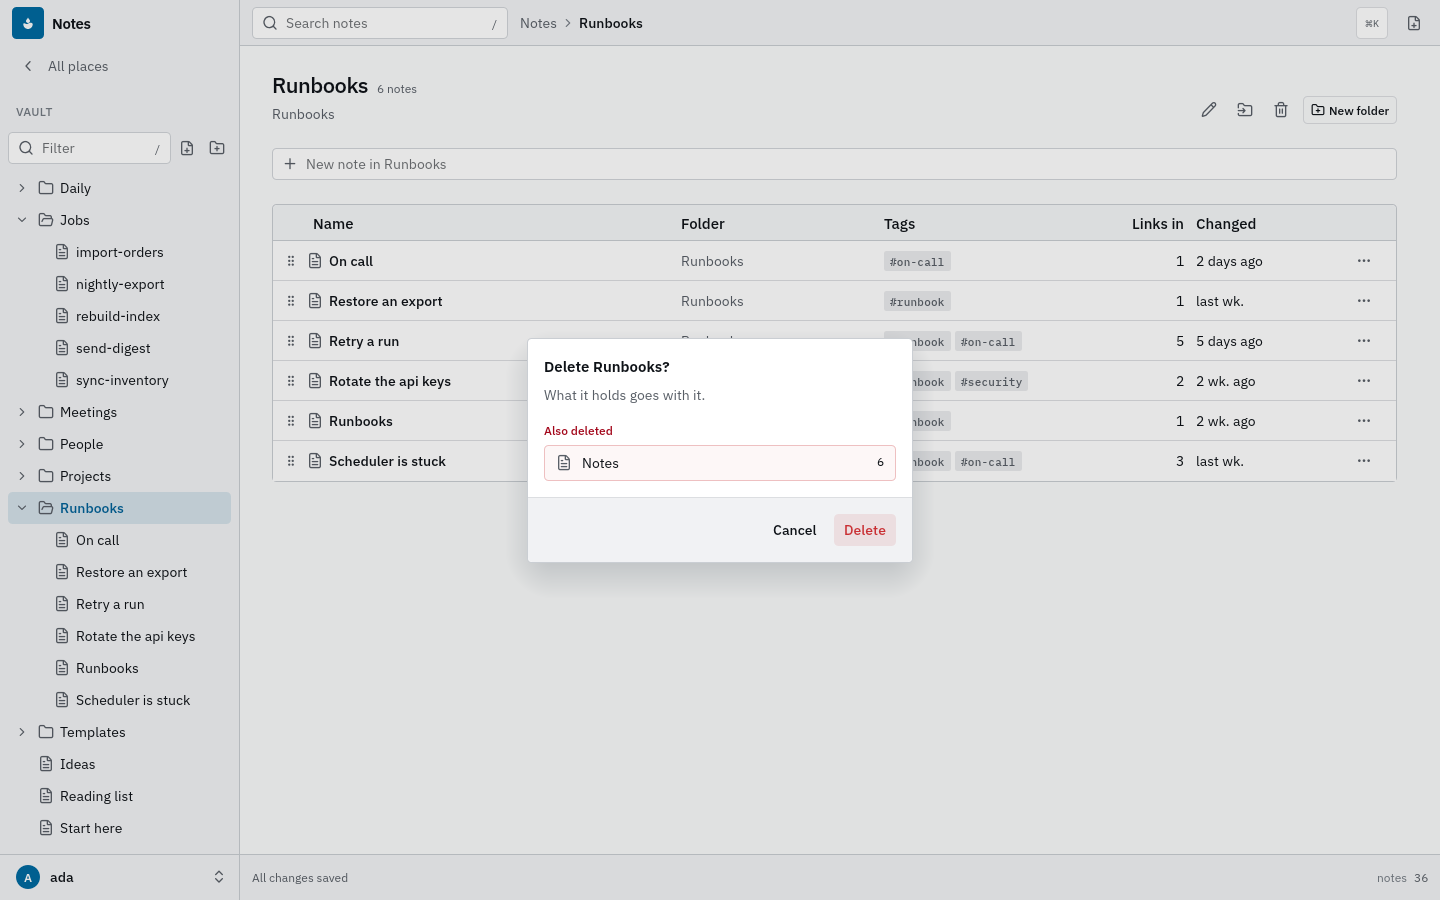 Notes
All places
VAULT
Filter /
Daily
Jobs
import-orders
nightly-export
rebuild-index
send-digest
sync-inventory
Meetings
People
Projects
Runbooks
On call
Restore an export
Retry a run
Rotate the api keys
Runbooks
Scheduler is stuck
Templates
Ideas
Reading list
Start here
A ada
Search notes /
Notes > Runbooks
⌘K
Runbooks 6 notes
Runbooks
New folder
New note in Runbooks
Name Folder Tags Links in Changed
On call Runbooks #on-call 1 2 days ago
Restore an export Runbooks #runbook 1 last wk.
Retry a run #on-call 5 5 days ago
Rotate the api keys #security 2 2 wk. ago
Runbooks 1 2 wk. ago
Scheduler is stuck #on-call 3 last wk.
Delete Runbooks?
What it holds goes with it.
Also deleted
Notes 6
Cancel Delete
All changes saved
notes 36